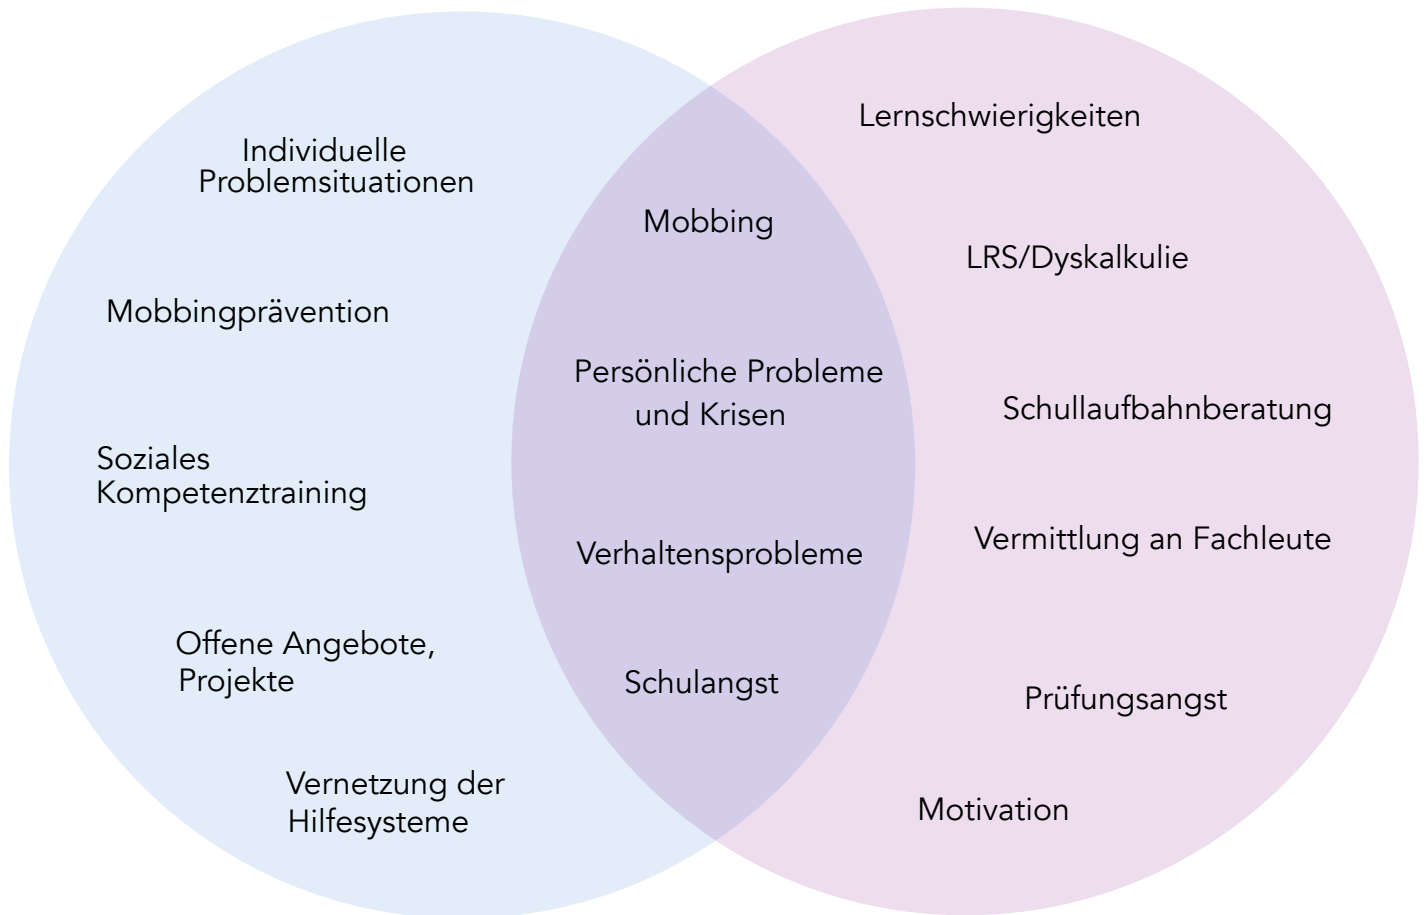 Individuelle
Problemsituationen
Mobbingprävention
Soziales
Kompetenztraining
Offene Angebote,
Projekte
Vernetzung der
Hilfesysteme
Mobbing
Persönliche Probleme
und Krisen
Verhaltensprobleme
Schulangst
Lernschwierigkeiten
LRS/Dyskalkulie
Schullaufbahnberatung
Vermittlung an Fachleute
Prüfungsangst
Motivation